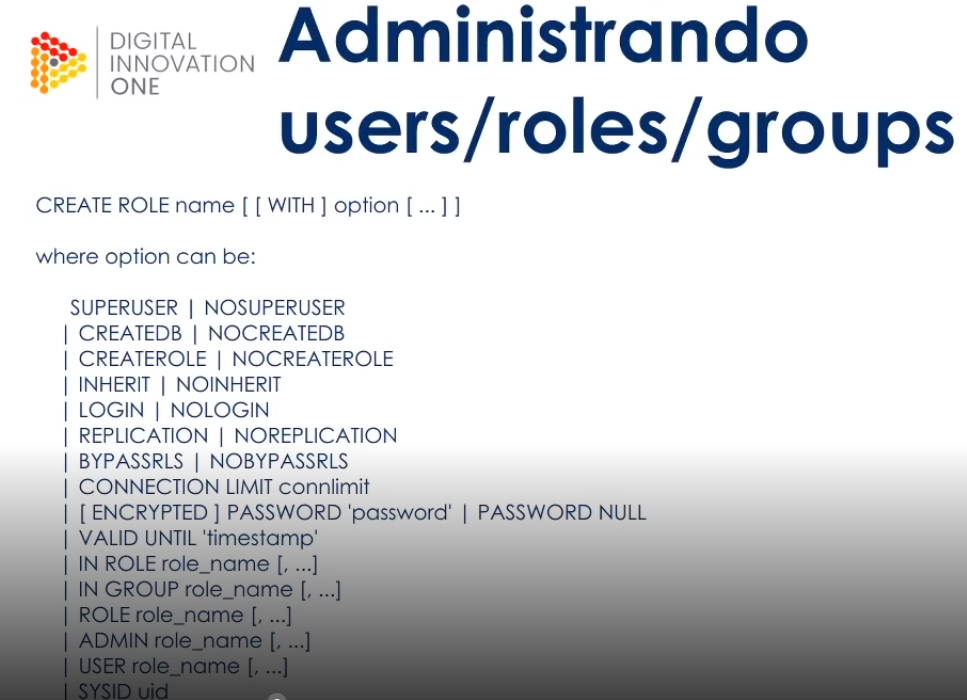 DIGITAL
INNOVATION
ONE
Administrando
users/roles/groups
CREATE ROLE name [ [ WITH ] option [ ... ] ]
where option can be:
SUPERUSER | NOSUPERUSER
| CREATEDB | NOCREATEDB
| CREATEROLE | NOCREATEROLE
| INHERIT | NOINHERIT
| LOGIN | NOLOGIN
| REPLICATION | NOREPLICATION
| BYPASSRLS | NOBYPASSRLS
| CONNECTION LIMIT connlimit
| [ ENCRYPTED ] PASSWORD 'password' | PASSWORD NULL
| VALID UNTIL 'timestamp'
| IN ROLE role_name [, ...]
| IN GROUP role_name [, ...]
| ROLE role_name [, ...]
| ADMIN role_name [, ...]
| USER role_name [, ...]
| SYSID uid